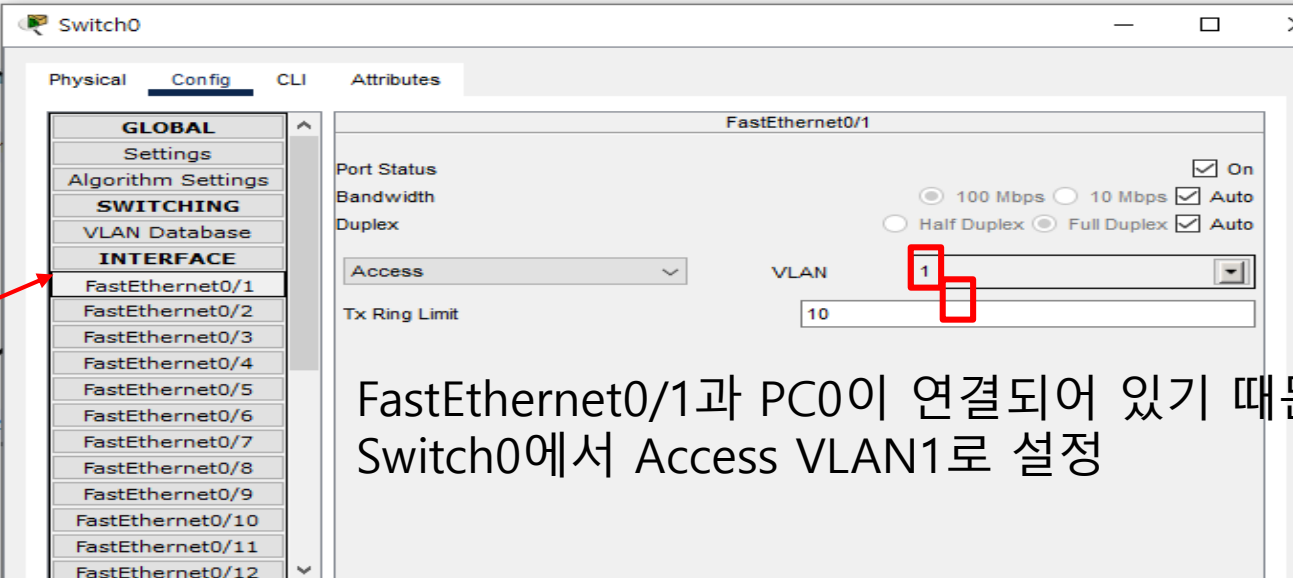 Switch0
Physical Config CLI Attributes
GLOBAL
Settings
Algorithm Settings
SWITCHING
VLAN Database
INTERFACE
FastEthernet0/1
FastEthernet0/2
FastEthernet0/3
FastEthernet0/4
FastEthernet0/5
FastEthernet0/6
FastEthernet0/7
FastEthernet0/8
FastEthernet0/9
FastEthernet0/10
FastEthernet0/11
FastEthernet0/12
FastEthernet0/1
Port Status On
Bandwidth 100 Mbps 10 Mbps Auto
Duplex Half Duplex Full Duplex Auto
Access VLAN 1
Tx Ring Limit 10
FastEthernet0/1과 PC0이 연결되어 있기
Switch0에서 Access VLAN1로 설정